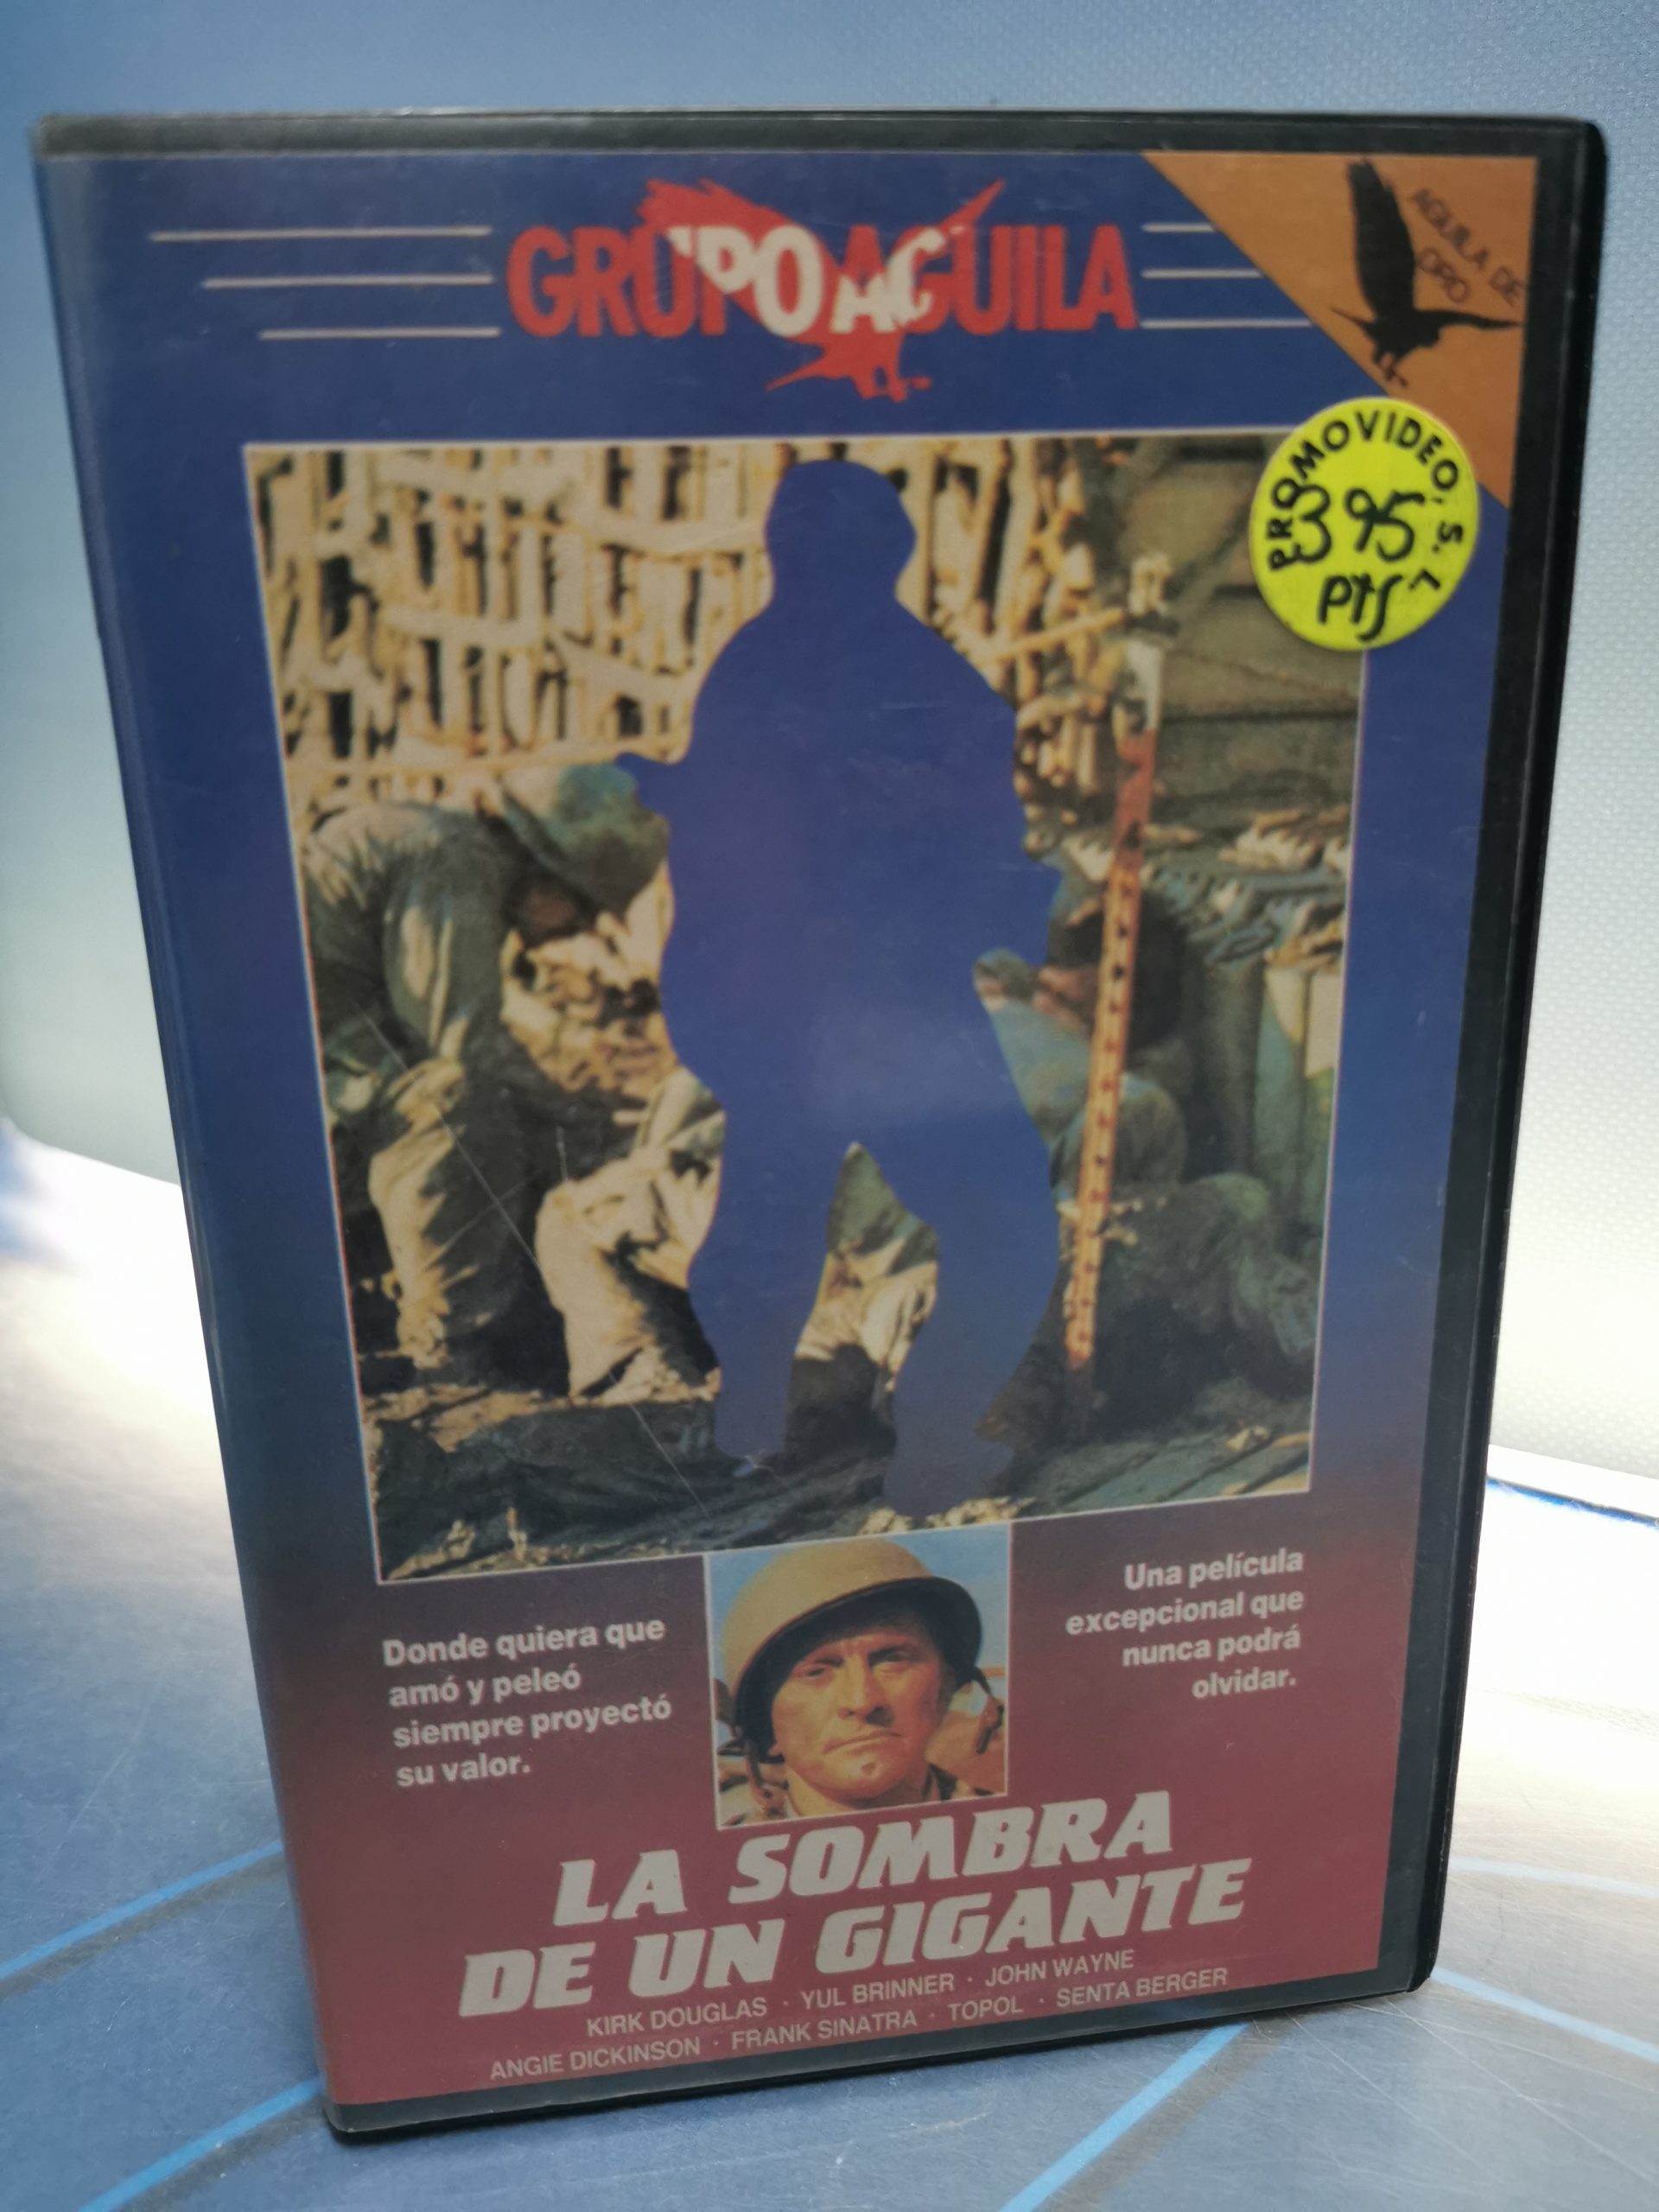 GRUPO AGUILA
AGUILA DE
ORO
PROMOVIDEO, S. L
395
Pts
Donde quiera que
amó y peleó
siempre proyectó
su valor.
Una película
excepcional que
nunca podrá
olvidar.
LA SOMBRA
DE UN GIGANTE
KIRK DOUGLAS · YUL BRINNER · JOHN WAYNE
ANGIE DICKINSON · FRANK SINATRA · TOPOL · SENTA BERGER